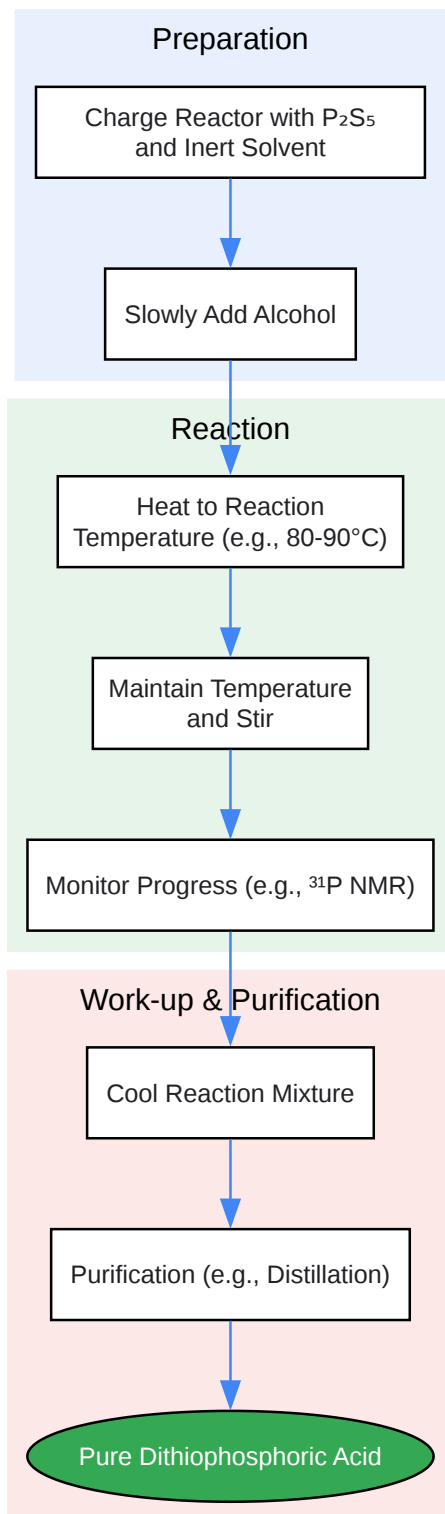 Preparation
Charge Reactor with P₂S₅
and Inert Solvent
Slowly Add Alcohol
Reaction
Heat to Reaction
Temperature (e.g., 80-90°C)
Maintain Temperature
and Stir
Monitor Progress (e.g., ³¹P NMR)
Work-up & Purification
Cool Reaction Mixture
Purification (e.g., Distillation)
Pure Dithiophosphoric Acid